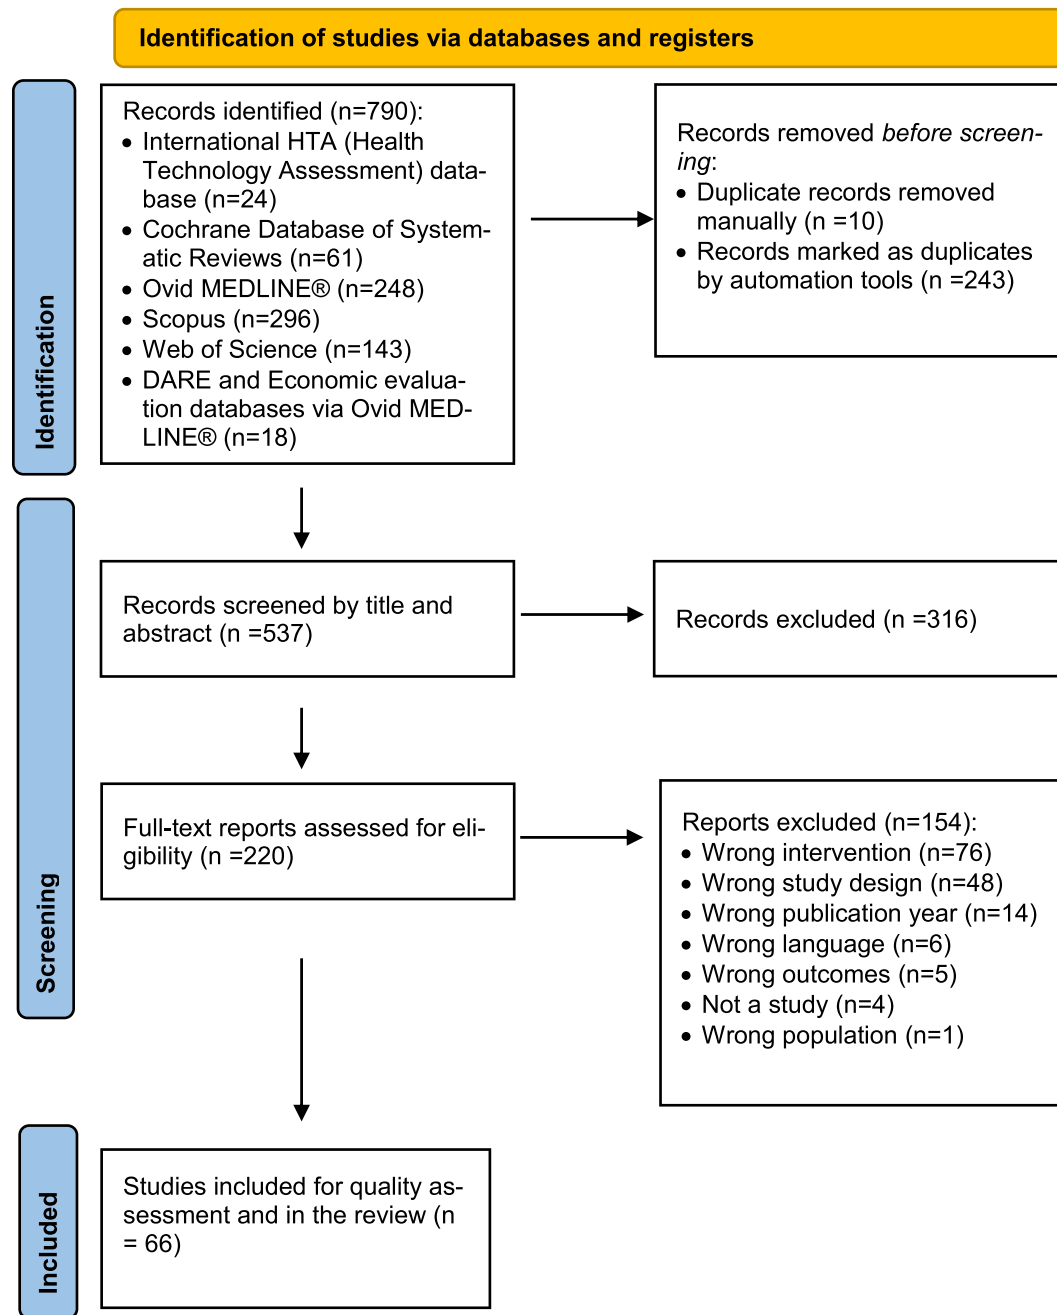 Identification of studies via databases and registers
Identification
Records identified (n=790):
• International HTA (Health
Technology Assessment) data-
base (n=24)
• Cochrane Database of System-
atic Reviews (n=61)
• Ovid MEDLINE® (n=248)
• Scopus (n=296)
• Web of Science (n=143)
• DARE and Economic evalua-
tion databases via Ovid MED-
LINE® (n=18)
Records removed before screen-
ing:
• Duplicate records removed
manually (n =10)
• Records marked as duplicates
by automation tools (n =243)
Screening
Records screened by title and
abstract (n =537)
Records excluded (n =316)
Full-text reports assessed for eli-
gibility (n =220)
Reports excluded (n=154):
• Wrong intervention (n=76)
• Wrong study design (n=48)
• Wrong publication year (n=14)
• Wrong language (n=6)
• Wrong outcomes (n=5)
• Not a study (n=4)
• Wrong population (n=1)
Included
Studies included for quality as-
sessment and in the review (n
= 66)